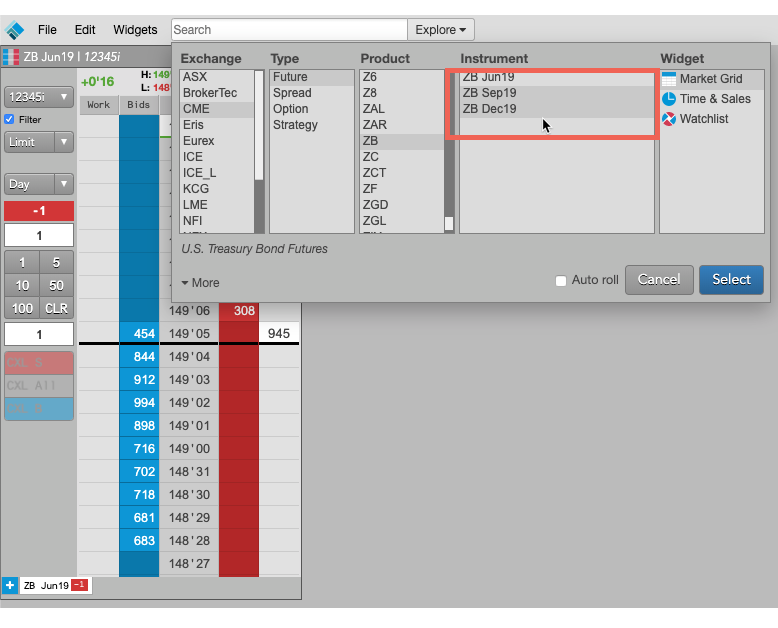 File Edit Widgets Search Explore
ZB Jun19 | 12345i
+0'16 H: 149
L: 148
Work Bids
12345i
Filter
Limit
Day
-1
1
1 5
10 50
100 CLR
1
CXL S
CXL All
Exchange
ASX
BrokerTec
CME
Eris
Eurex
ICE
ICE_L
KCG
LME
NFI
Type
Future
Spread
Option
Strategy
Product
Z6
Z8
ZAL
ZAR
ZB
ZC
ZCT
ZF
ZGD
ZGL
Instrument
ZB Jun19
ZB Sep19
ZB Dec19
Widget
Market Grid
Time & Sales
Watchlist
U.S. Treasury Bond Futures
More
Auto roll Cancel Select
149'06 308
454 149'05 945
844 149'04
912 149'03
994 149'02
898 149'01
716 149'00
702 148'31
718 148'30
681 148'29
683 148'28
148'27
ZB Jun19 -1